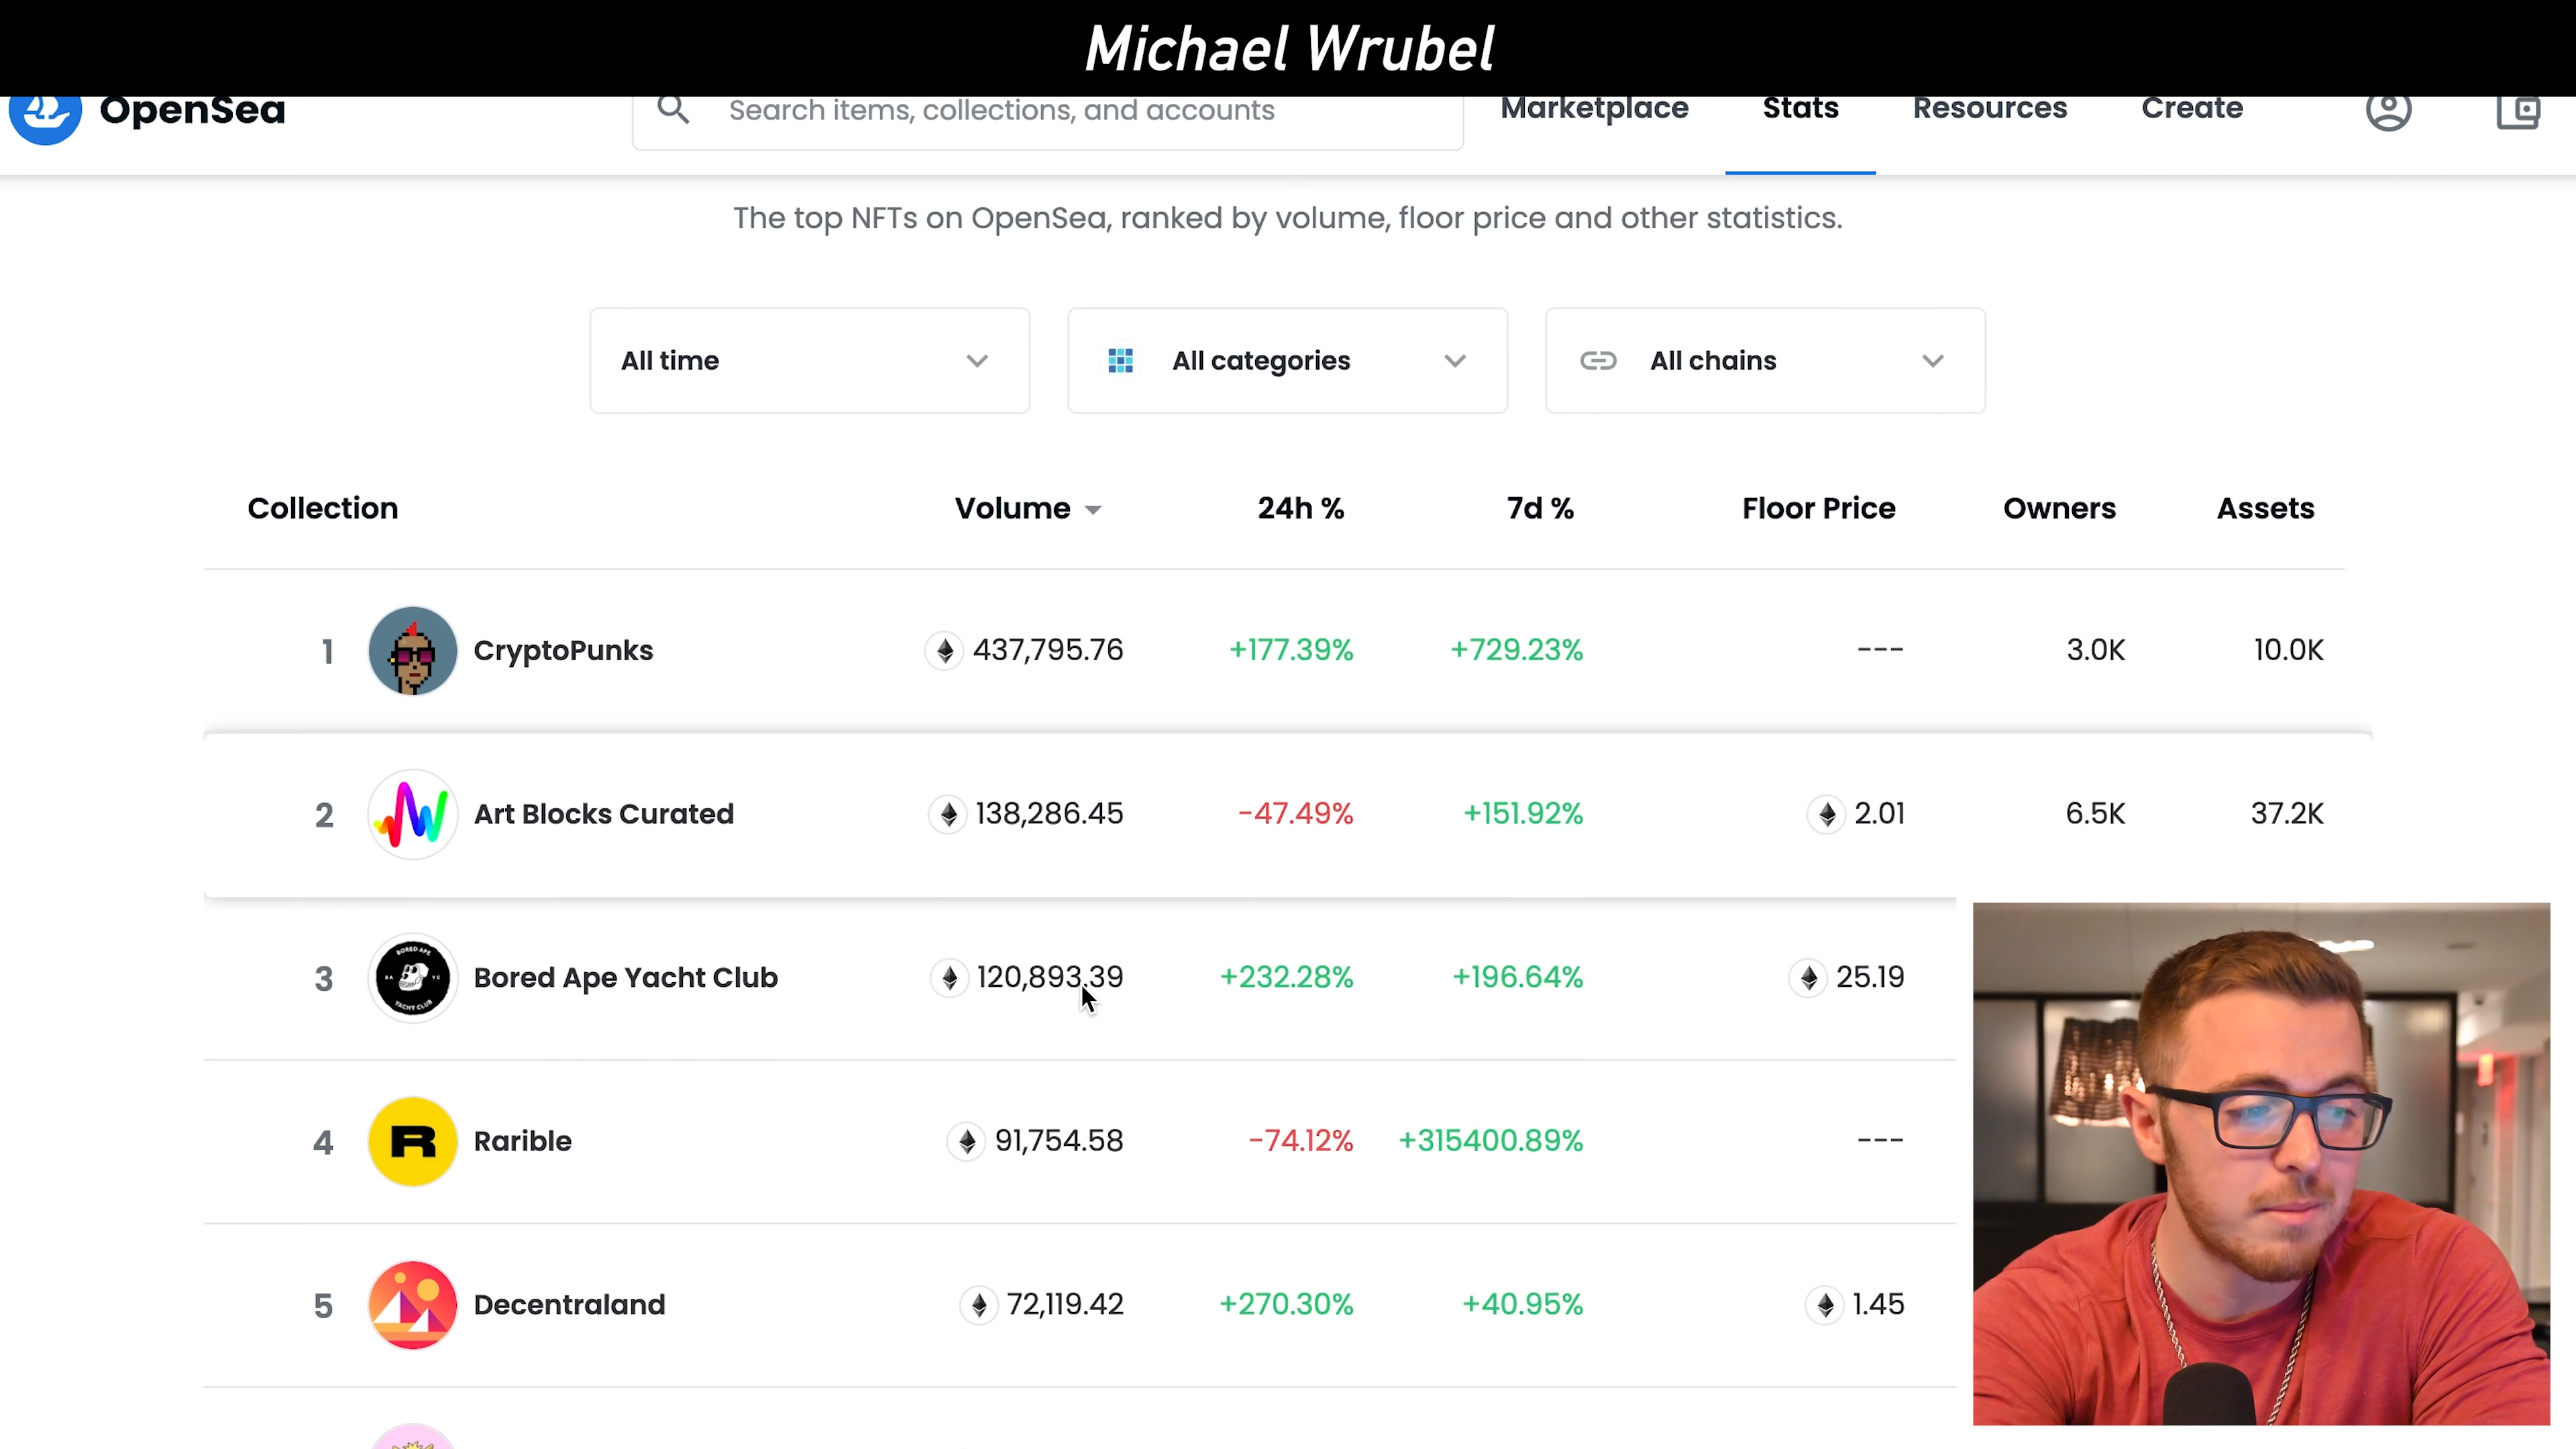 Michael Wrubel
OpenSea Search items, collections, and accounts Marketplace Stats Resources Create
The top NFTs on OpenSea, ranked by volume, floor price and other statistics.
All time All categories All chains
Collection Volume 24h % 7d % Floor Price Owners Assets
1 CryptoPunks 437,795.76 +177.39% +729.23% --- 3.0K 10.0K
2 Art Blocks Curated 138,286.45 -47.49% +151.92% 2.01 6.5K 37.2K
BORED APE
YACHT CLUB
3 Bored Ape Yacht Club 120,893.39 +232.28% +196.64% 25.19
4 R Rarible 91,754.58 -74.12% +315400.89% ---
5 Decentraland 72,119.42 +270.30% +40.95% 1.45